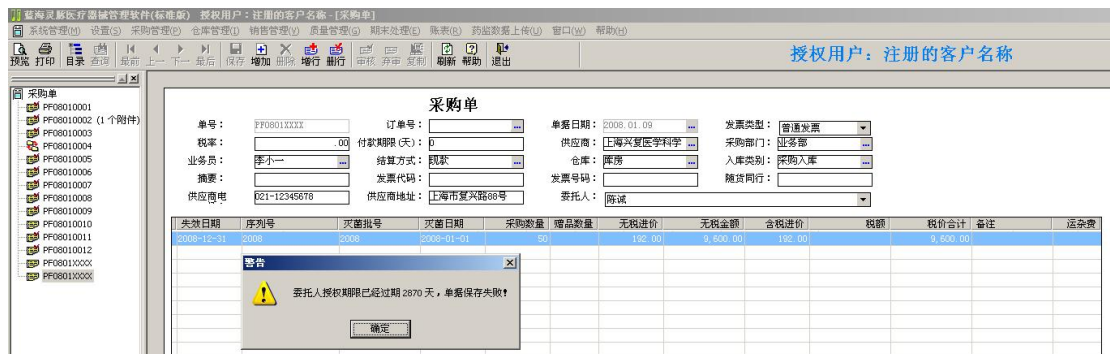 蓝海灵豚医疗器械管理软件(标准版) 授权用户:注册的客户名称 - [采购单]
系统管理(M) 设置(S) 采购管理(P) 仓库管理(I) 销售管理(V) 质量管理(G) 期末处理(E) 账表(R) 药监数据上传(U) 窗口(W) 帮助(H)
预览 打印 目录 查询 最前 上一 下一 最后 保存 增加 删除 增行 删行 审核 弃审 复制 刷新 帮助 退出
授权用户：注册的客户名称
采购单
PF08010001
PF08010002 (1个附件)
PF08010003
PF08010004
PF08010005
PF08010006
PF08010007
PF08010008
PF08010009
PF08010010
PF08010011
PF08010012
PF0801XXXX
PF0801XXXX
采购单
单号： PF0801XXXX 订单号： 单据日期： 2008.01.09 发票类型： 普通发票
税率： .00 付款期限(天)： 0 供应商： 上海兴复医学科学 采购部门： 业务部
业务员： 李小一 结算方式： 现款 仓库： 库房 入库类别： 采购入库
摘要： 发票代码： 发票号码： 随货同行：
供应商电 021-12345678 供应商地址： 上海市复兴路88号 委托人： 陈诚
失效日期 序列号 灭菌批号 灭菌日期 采购数量 赠品数量 无税进价 无税金额 含税进价 税额 税价合计 备注 运杂费
2008-12-31 2008 2008 2008-01-01 50 192.00 9,600.00 192.00 9,600.00
警告
委托人授权期限已经过期2870天，单据保存失败!
确定